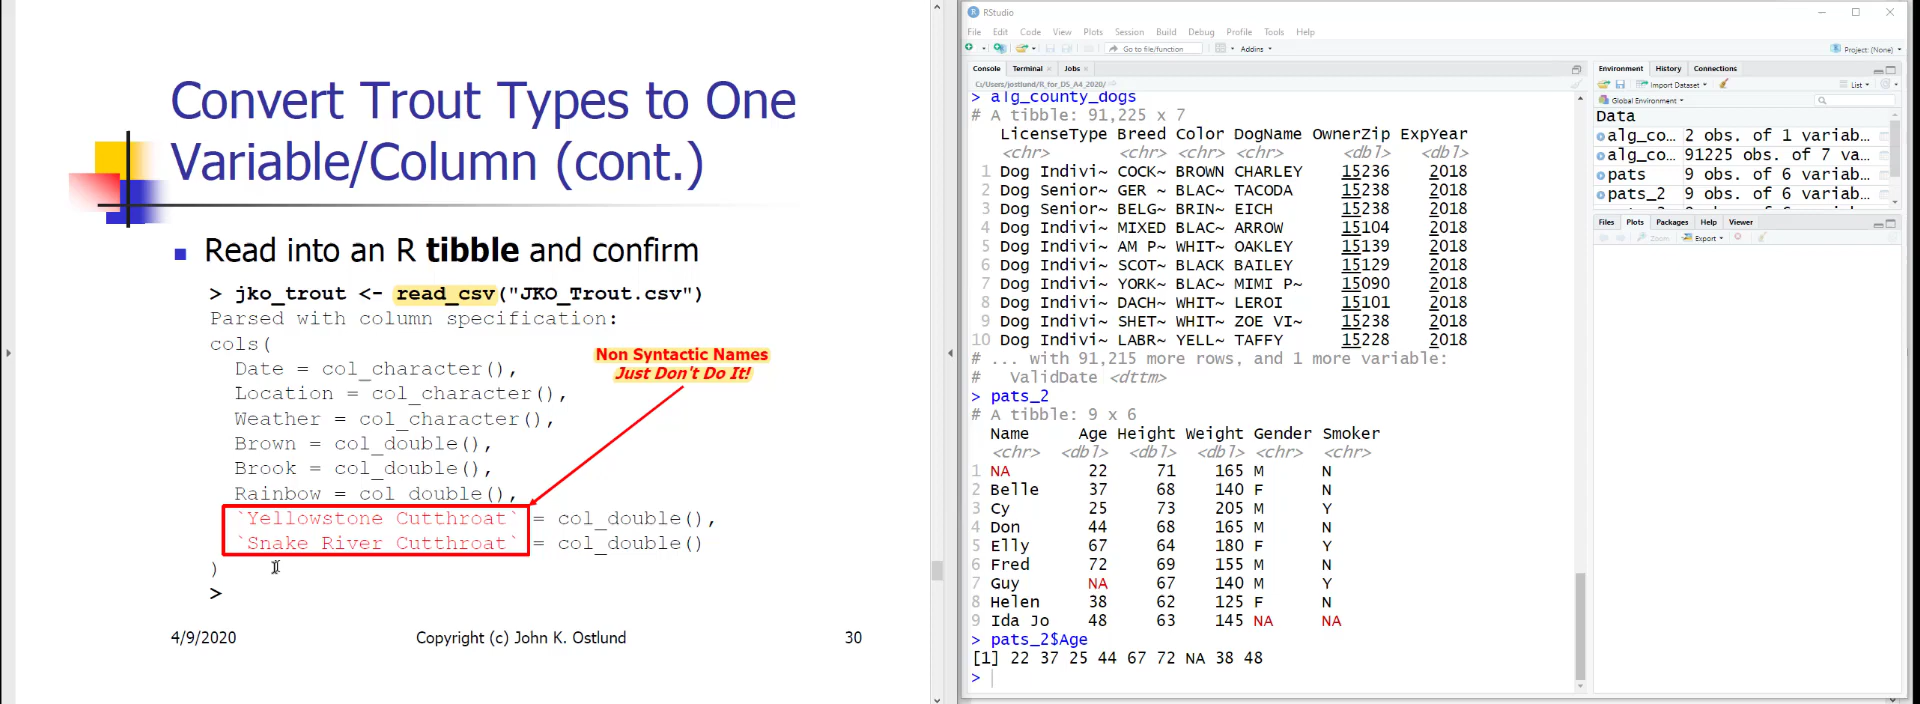 Convert Trout Types to One
Variable/Column (cont.)
Read into an R tibble and confirm
> jko_trout <- read_csv("JKO_Trout.csv")
Parsed with column specification:
cols(
Date = col_character(),
Location = col_character(),
Weather = col_character(),
Brown = col_double(),
Brook = col_double(),
Rainbow = col_double(),
`Yellowstone Cutthroat` = col_double(),
`Snake River Cutthroat` = col_double()
)
>
Non Syntactic Names
Just Don't Do It!
4/9/2020 Copyright (c) John K. Ostlund 30
RStudio
File Edit Code View Plots Session Build Debug Profile Tools Help
Go to file/function Addins
Project: (None)
Console Terminal Jobs
C:/Users/jostlund/R_for_DS_A4_2020/
> alg_county_dogs
# A tibble: 91,225 x 7
LicenseType Breed Color DogName OwnerZip ExpYear
<chr> <chr> <chr> <chr> <dbl> <dbl>
1 Dog Indivi~ COCK~ BROWN CHARLEY 15236 2018
2 Dog Senior~ GER ~ BLAC~ TACODA 15238 2018
3 Dog Senior~ BELG~ BRIN~ EICH 15238 2018
4 Dog Indivi~ MIXED BLAC~ ARROW 15104 2018
5 Dog Indivi~ AM P~ WHIT~ OAKLEY 15139 2018
6 Dog Indivi~ SCOT~ BLACK BAILEY 15129 2018
7 Dog Indivi~ YORK~ BLAC~ MIMI P~ 15090 2018
8 Dog Indivi~ DACH~ WHIT~ LEROI 15101 2018
9 Dog Indivi~ SHET~ WHIT~ ZOE VI~ 15238 2018
10 Dog Indivi~ LABR~ YELL~ TAFFY 15228 2018
# ... with 91,215 more rows, and 1 more variable:
# ValidDate <dttm>
> pats_2
# A tibble: 9 x 6
Name Age Height Weight Gender Smoker
<chr> <dbl> <dbl> <dbl> <chr> <chr>
1 NA 22 71 165 M N
2 Belle 37 68 140 F N
3 Cy 25 73 205 M Y
4 Don 44 68 165 M N
5 Elly 67 64 180 F Y
6 Fred 72 69 155 M N
7 Guy NA 67 140 M Y
8 Helen 38 62 125 F N
9 Ida Jo 48 63 145 NA NA
> pats_2$Age
[1] 22 37 25 44 67 72 NA 38 48
>
Environment History Connections
Import Dataset List
Global Environment
Data
alg_co... 2 obs. of 1 variab...
alg_co... 91225 obs. of 7 va...
pats 9 obs. of 6 variab...
pats_2 9 obs. of 6 variab...
Files Plots Packages Help Viewer
Zoom Export